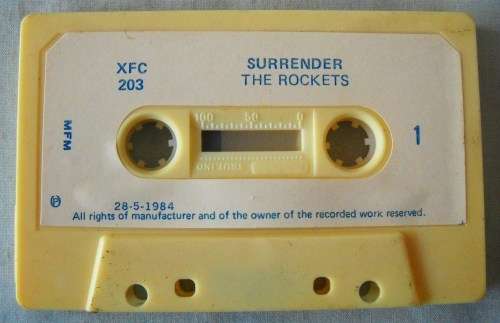 XFC
203
SURRENDER
THE ROCKETS
MFM
100 50 0
1
℗
28-5-1984
All rights of manufacturer and of the owner of the recorded work reserved.